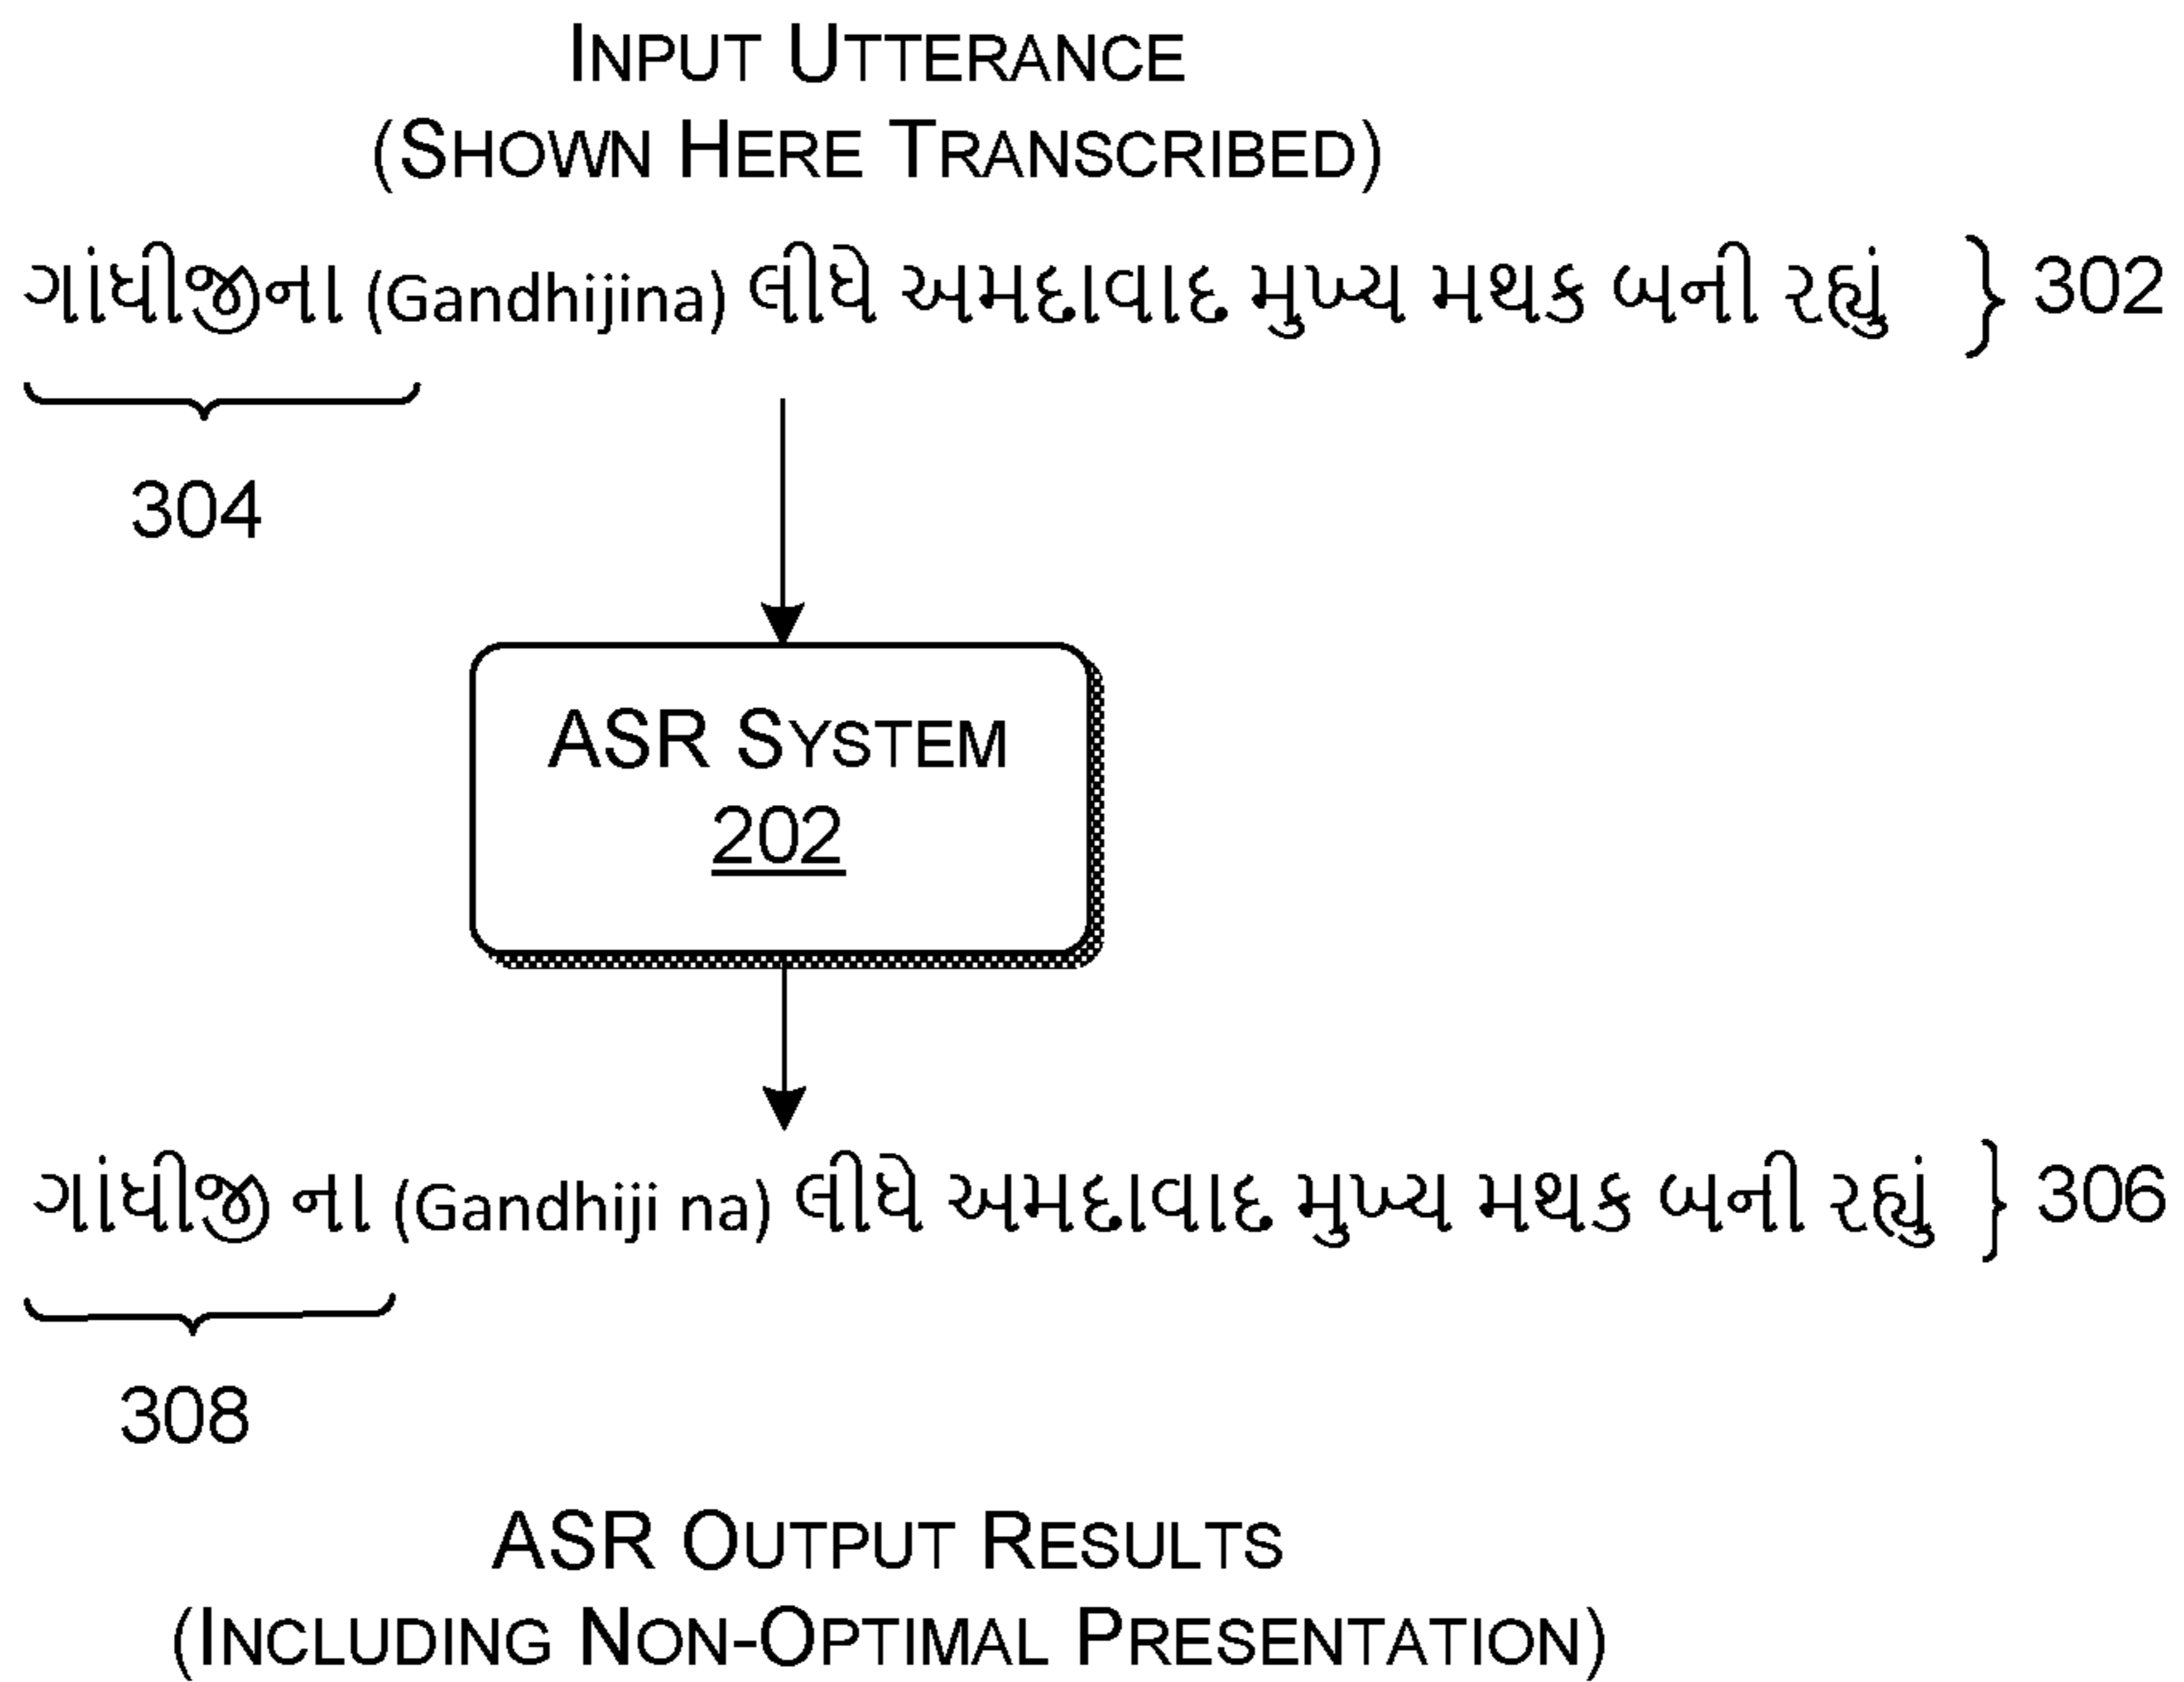 INPUT UTTERANCE
(SHOWN HERE TRANSCRIBED)
ગાંધીજીના (Gandhijina) લીધે અમદાવાદ મુખ્ય મથક બની રહ્યું } 302
304
ASR SYSTEM
202
ગાંધીજી ના (Gandhiji na) લીધે અમદાવાદ મુખ્ય મથક બની રહ્યું } 306
308
ASR OUTPUT RESULTS
(INCLUDING NON-OPTIMAL PRESENTATION)